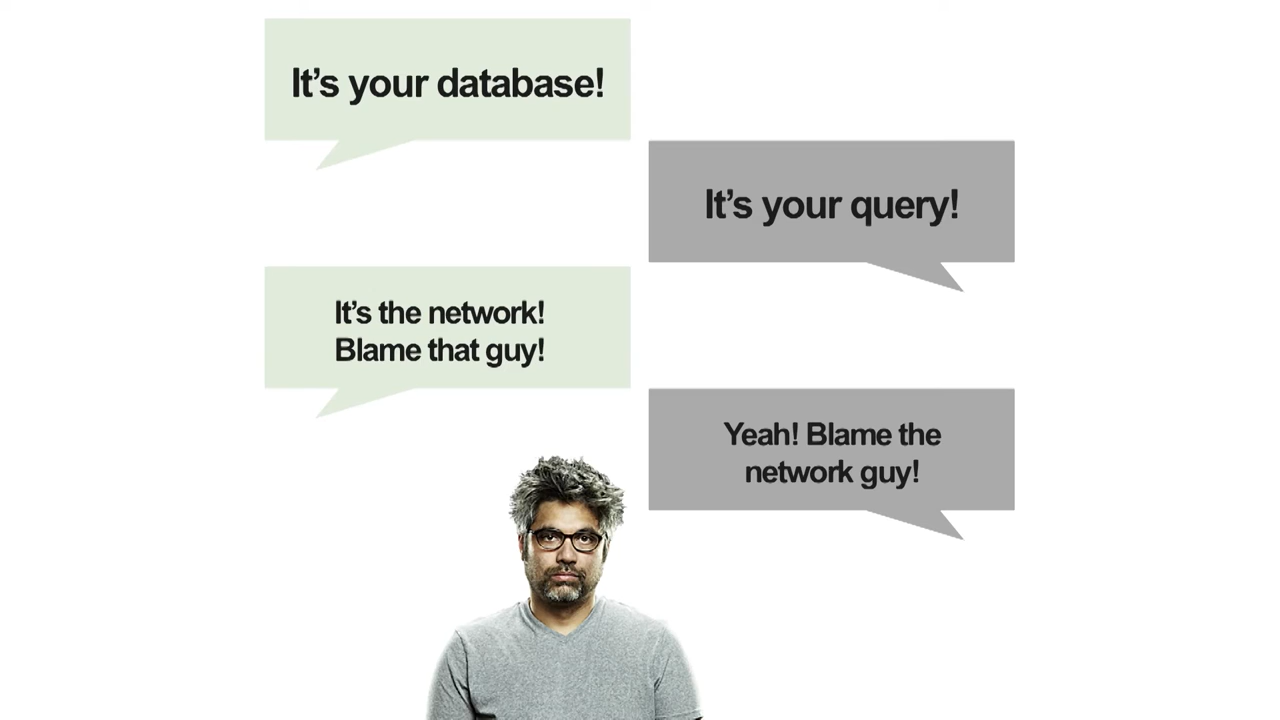 It’s your database!
It’s your query!
It’s the network!
Blame that guy!
Yeah! Blame the
network guy!